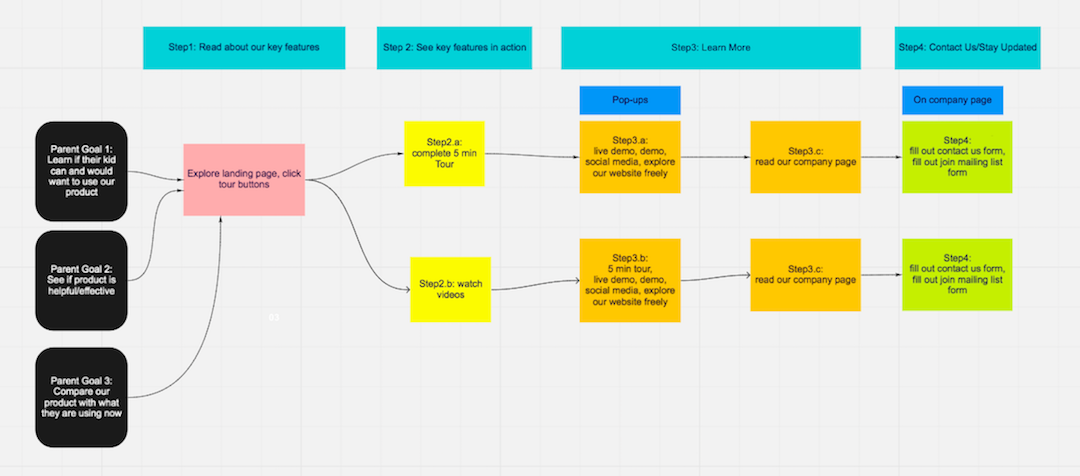 Step1: Read about our key features
Step 2: See key features in action
Step3: Learn More
Step4: Contact Us/Stay Updated
Pop-ups
On company page
Parent Goal 1:
Learn if their kid
can and would
want to use our
product
Explore landing page, click
tour buttons
Step2.a:
complete 5 min
Tour
Step3.a:
live demo, demo,
social media, explore
our website freely
Step3.c:
read our company page
Step4:
fill out contact us form,
fill out join mailing list
form
Parent Goal 2:
See if product is
helpful/effective
Step2.b: watch
videos
Step3.b:
5 min tour,
live demo, demo,
social media, explore
our website freely
Step3.c:
read our company page
Step4:
fill out contact us form,
fill out join mailing list
form
03
Parent Goal 3:
Compare our
product with what
they are using now